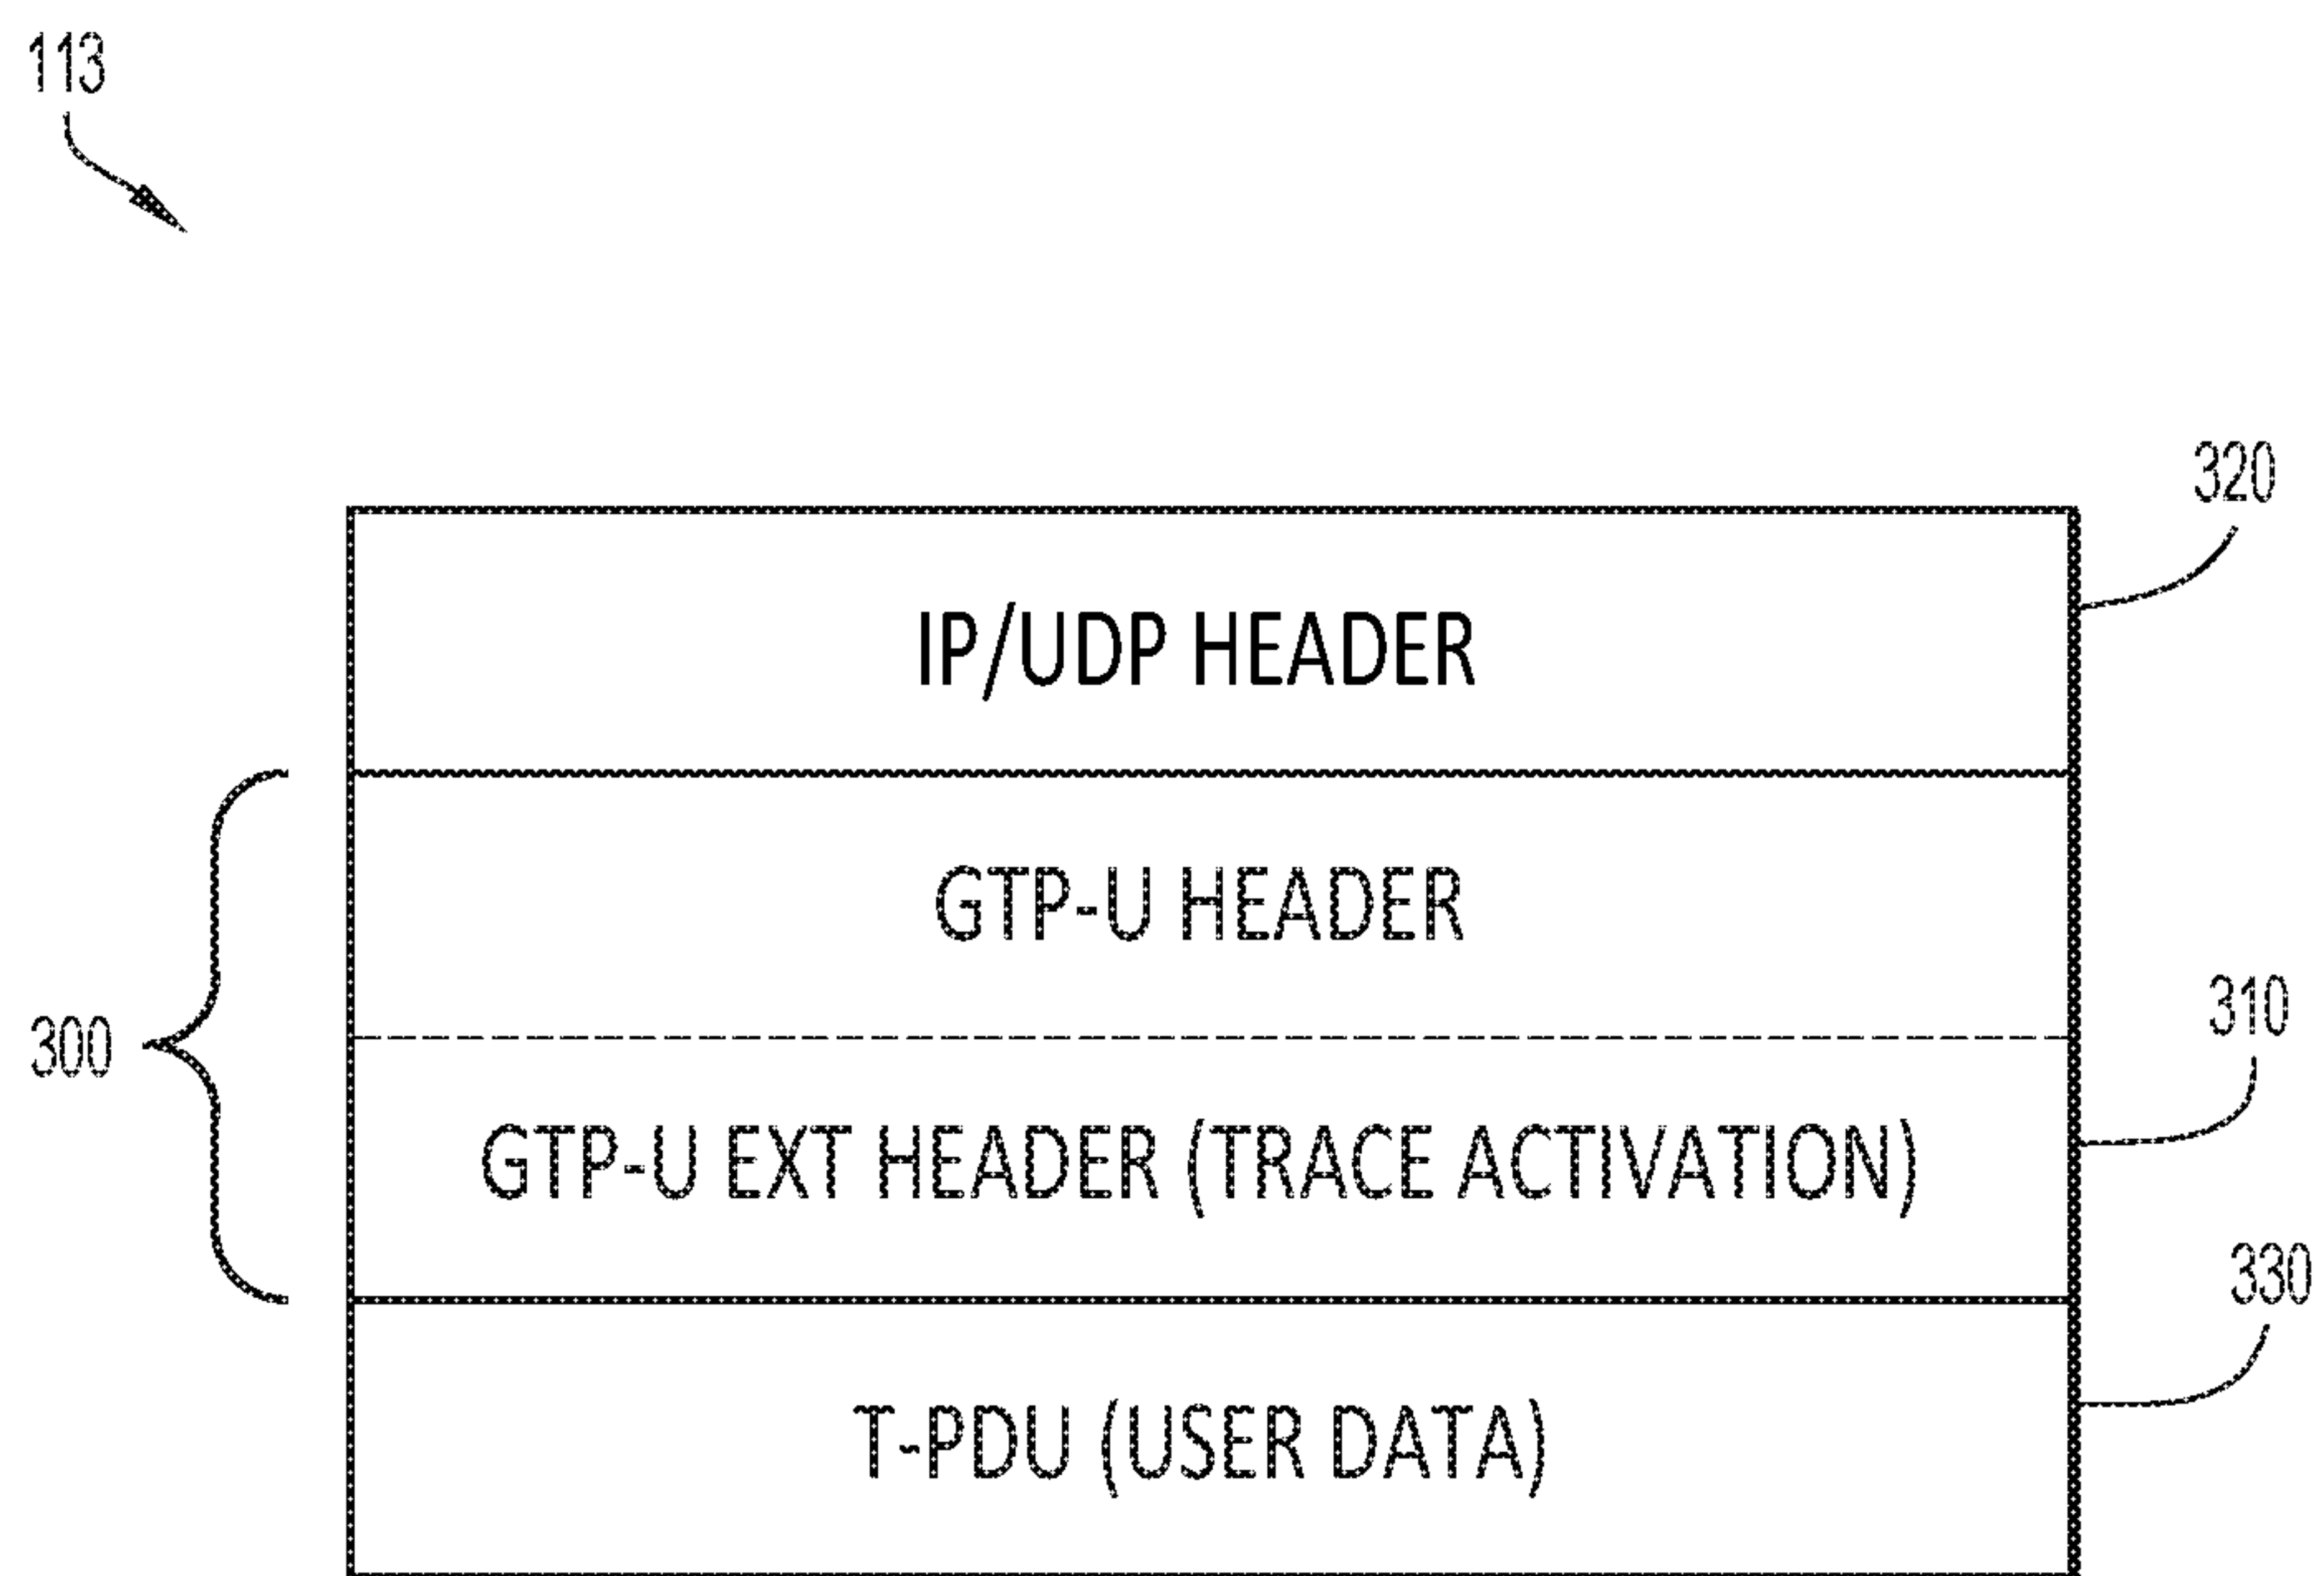 113
320
IP/UDP HEADER
GTP-U HEADER
310
300
GTP-U EXT HEADER (TRACE ACTIVATION)
330
T-PDU (USER DATA)